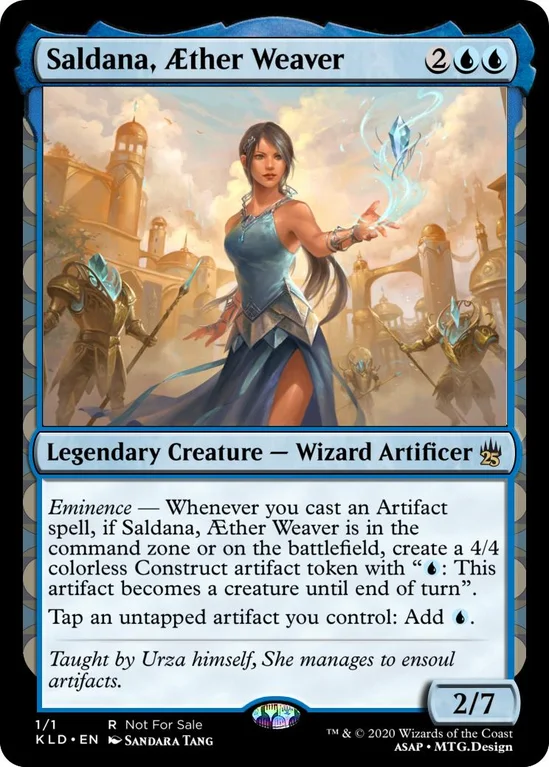 Saldana, Æther Weaver 2
Legendary Creature — Wizard Artificer 25
Eminence — Whenever you cast an Artifact
spell, if Saldana, Æther Weaver is in the
command zone or on the battlefield, create a 4/4
colorless Construct artifact token with “: This
artifact becomes a creature until end of turn”.
Tap an untapped artifact you control: Add .
Taught by Urza himself, She manages to ensoul
artifacts.
2/7
1/1 R Not For Sale
KLD • EN Sandara Tang
™ & © 2020 Wizards of the Coast
ASAP • MTG.Design